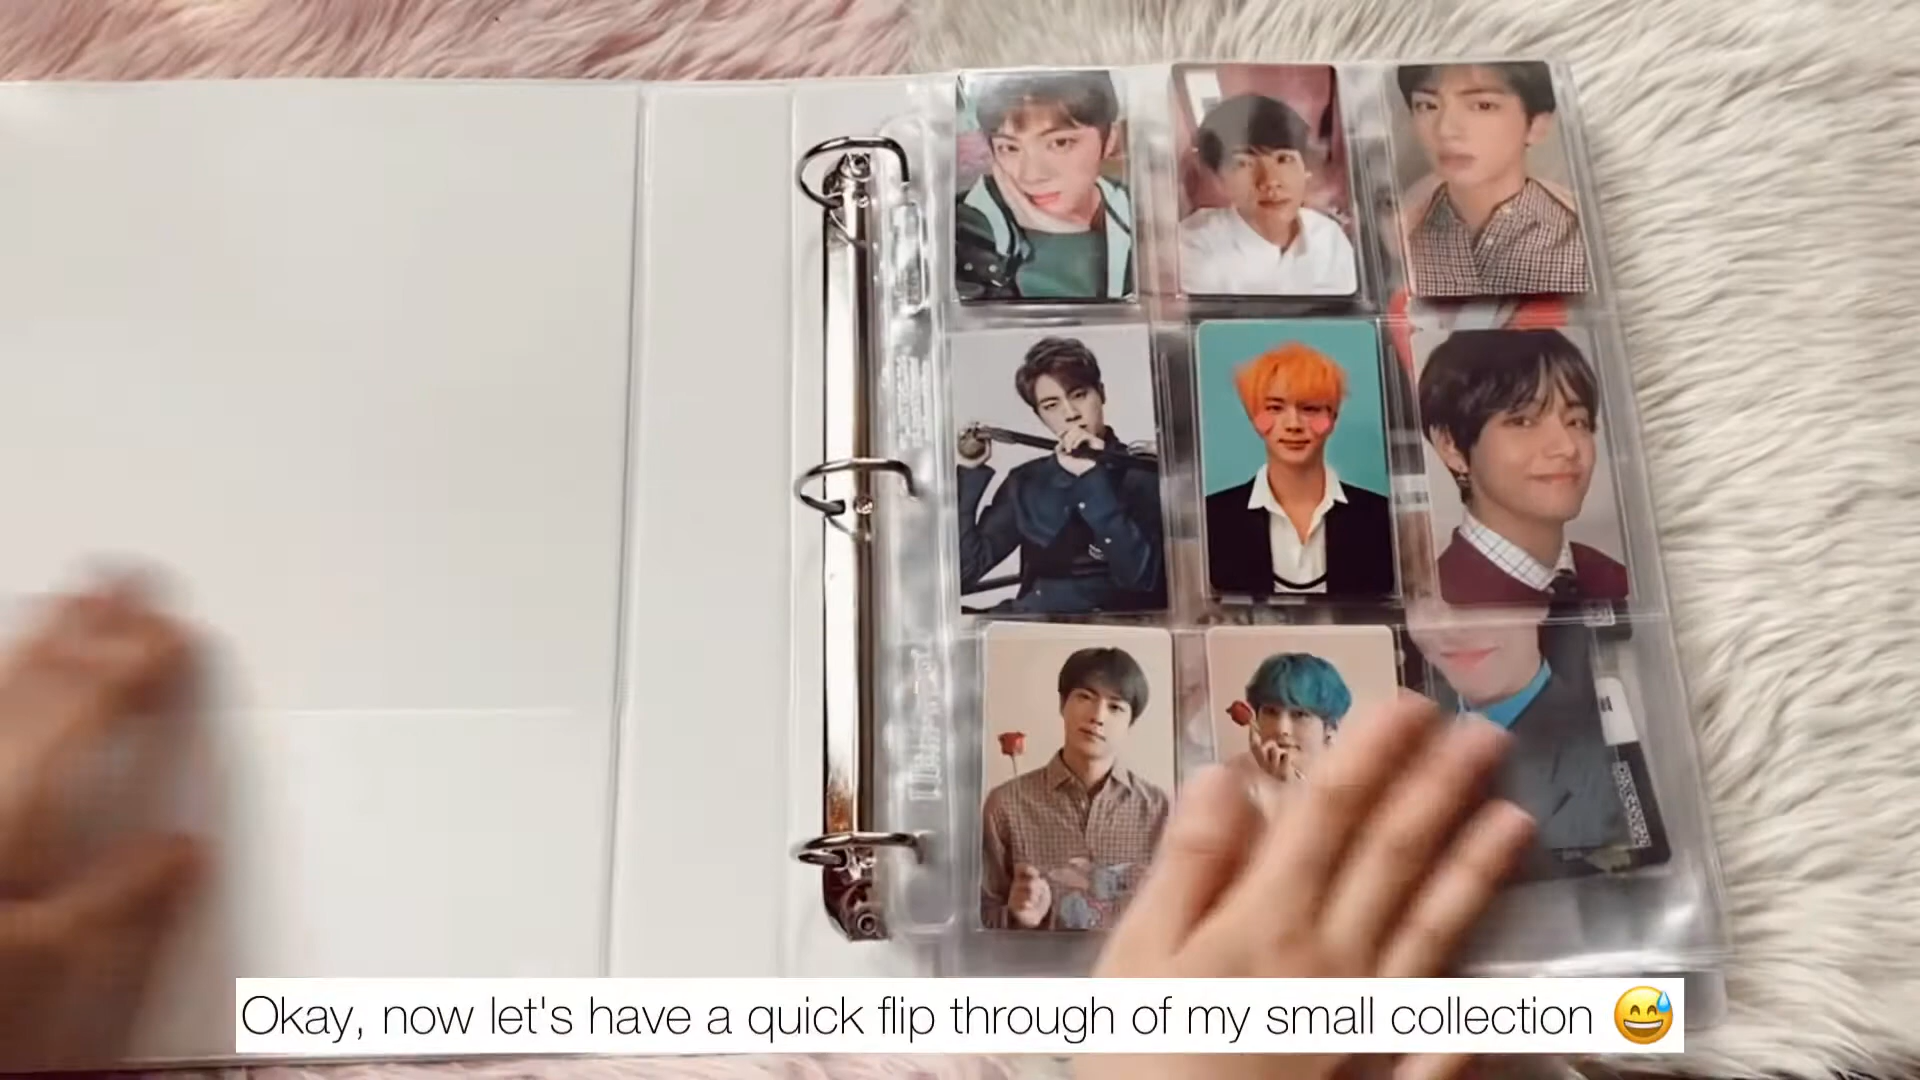 Okay, now let's have a quick flip through of my small collection 😅